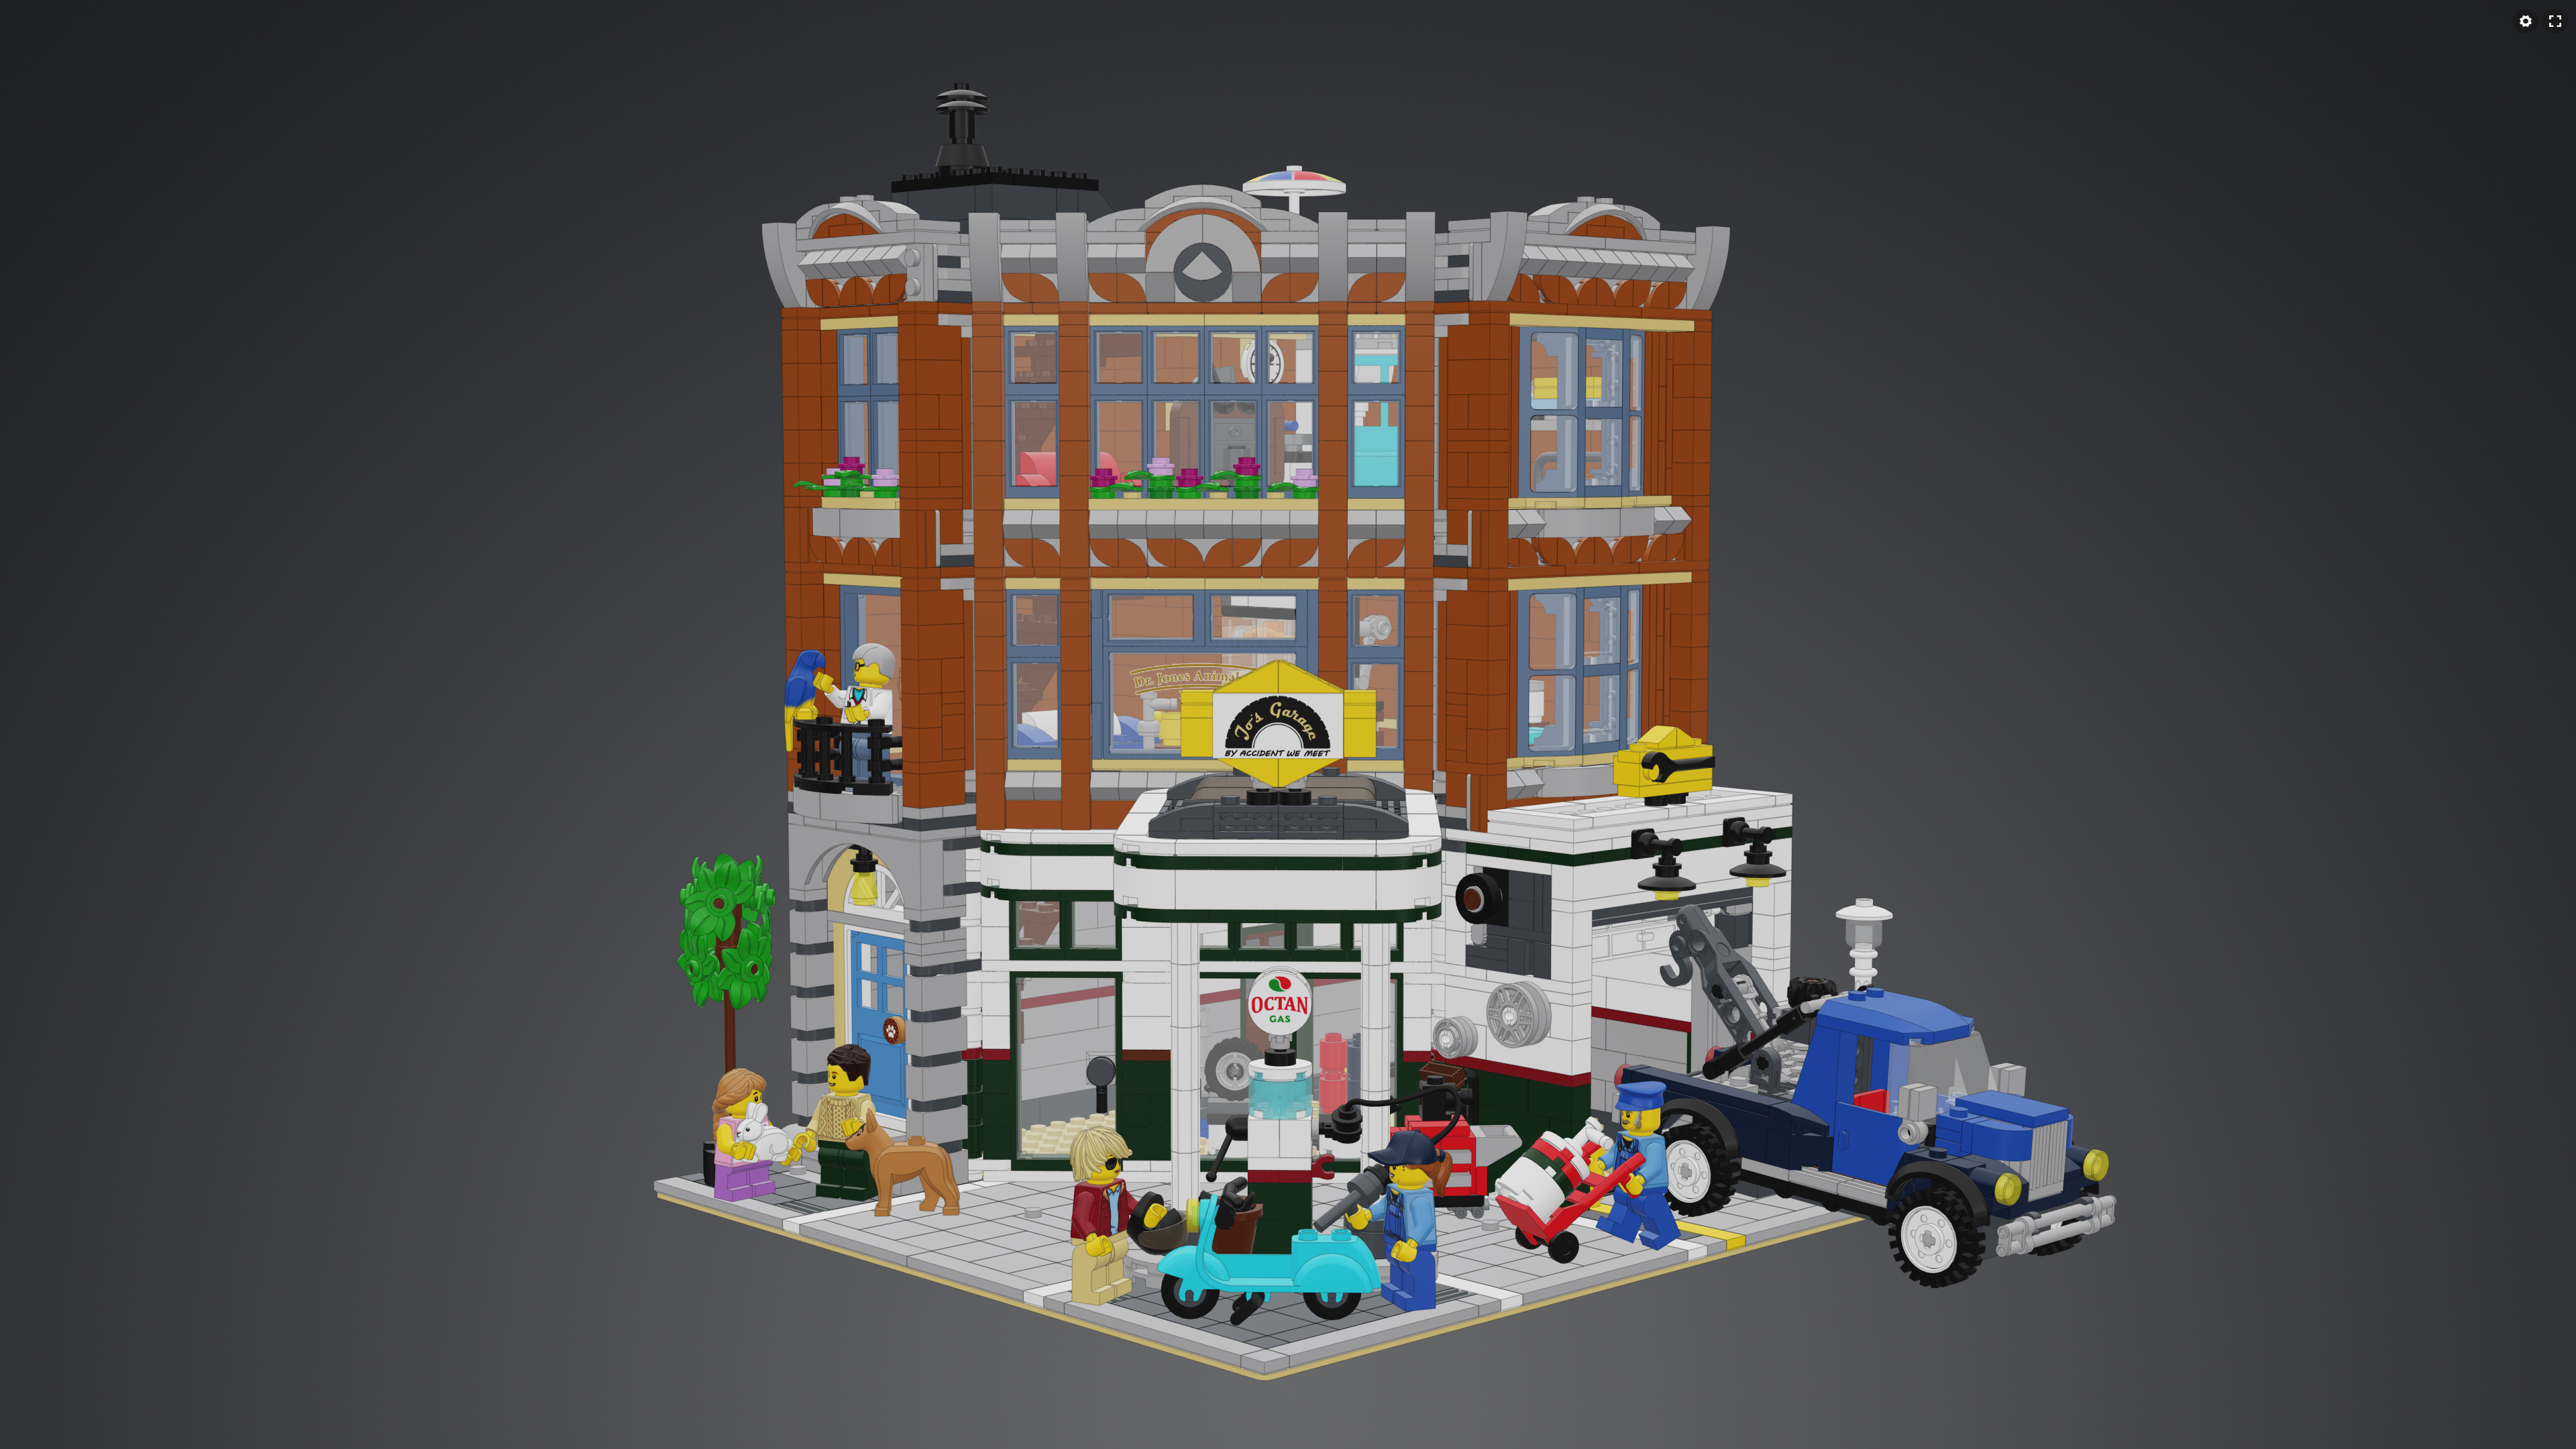 Dr. Jones Animal
Jo's Garage
BY ACCIDENT WE MEET
OCTAN
GAS